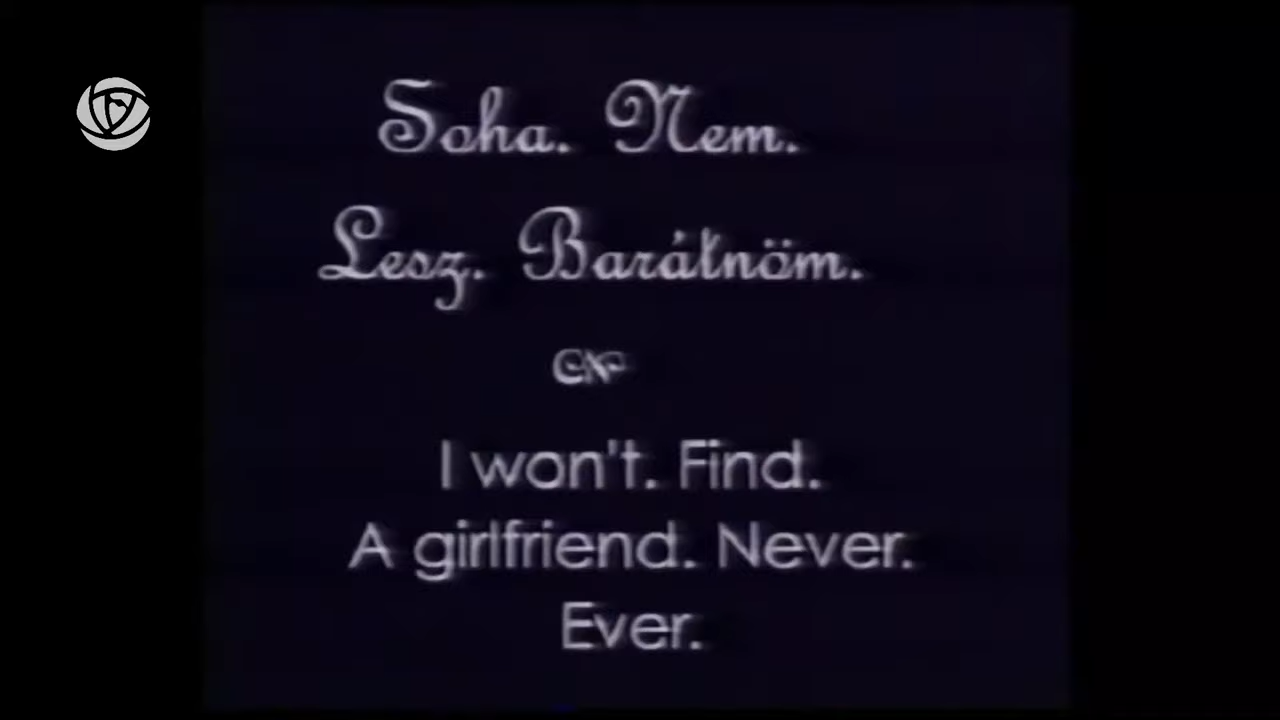 Soha. Nem.
Lesz. Barátnöm.
I won't. Find.
A girlfriend. Never.
Ever.